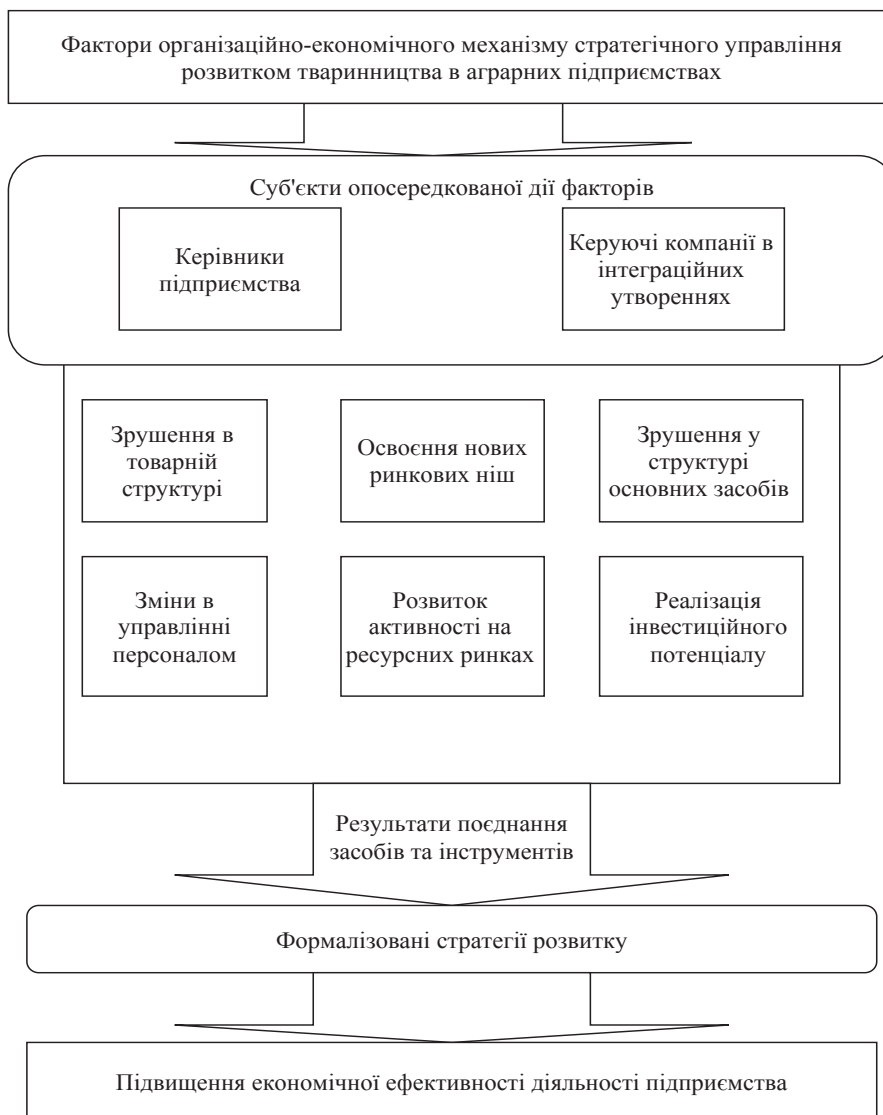 Фактори організаційно-економічного механізму стратегічного управління
розвитком тваринництва в аграрних підприємствах
Суб'єкти опосередкованої дії факторів
Керівники
підприємства
Керуючі компанії в
інтеграційних
утвореннях
Зрушення в
товарній
структурі
Освоєння нових
ринкових ніш
Зрушення у
структурі
основних засобів
Зміни в
управлінні
персоналом
Розвиток
активності на
ресурсних ринках
Реалізація
інвестиційного
потенціалу
Результати поєднання
засобів та інструментів
Формалізовані стратегії розвитку
Підвищення економічної ефективності діяльності підприємства